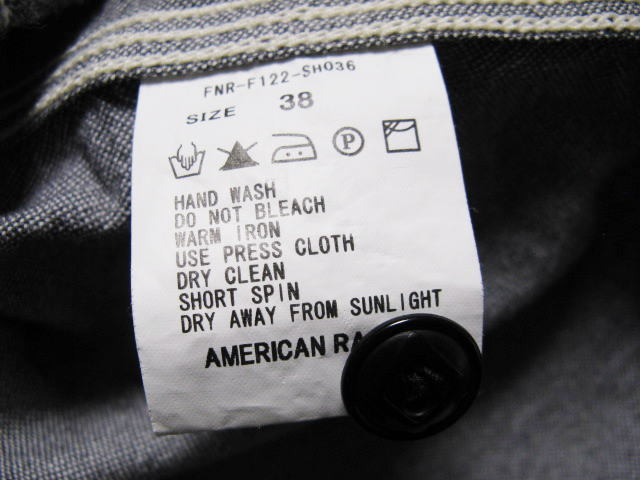 FNR-F122-SH036
SIZE 38
P
HAND WASH
DO NOT BLEACH
WARM IRON
USE PRESS CLOTH
DRY CLEAN
SHORT SPIN
DRY AWAY FROM SUNLIGHT
AMERICAN